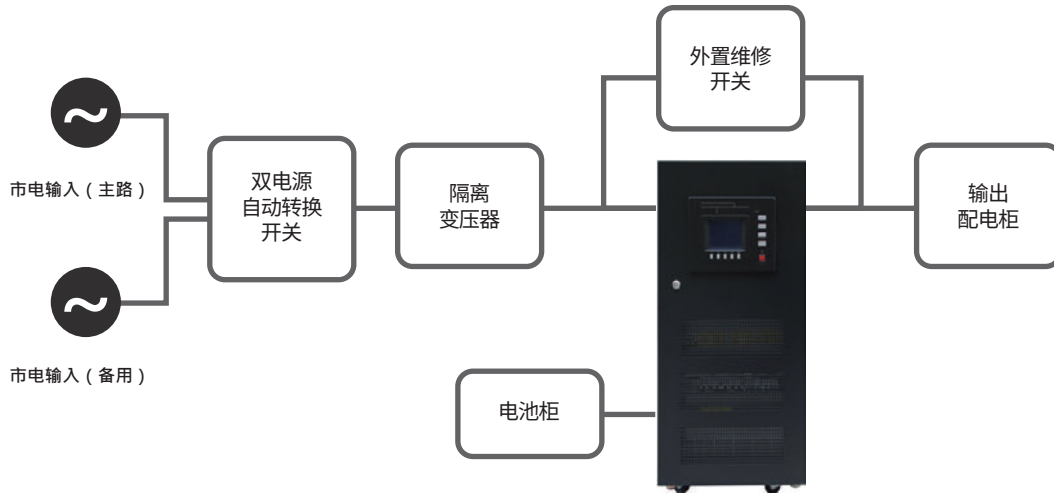 外置维修
开关
市电输入（主路）
双电源
自动转换
开关
隔离
变压器
输出
配电柜
市电输入（备用）
电池柜